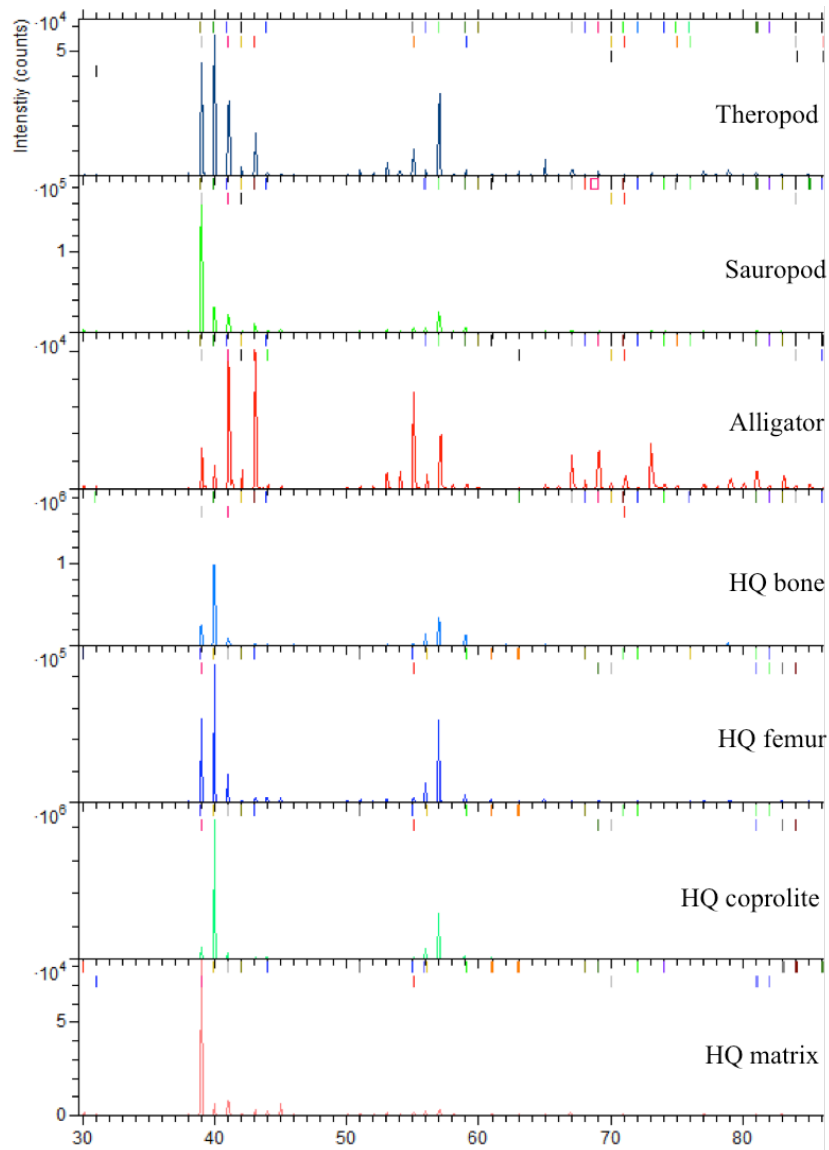 Intenstiy (counts)
·10⁴
5
Theropod
·10⁵
1
Sauropod
·10⁴
Alligator
·10⁶
1
HQ bone
·10⁵
HQ femur
·10⁶
HQ coprolite
·10⁴
5
HQ matrix
0
30 40 50 60 70 80